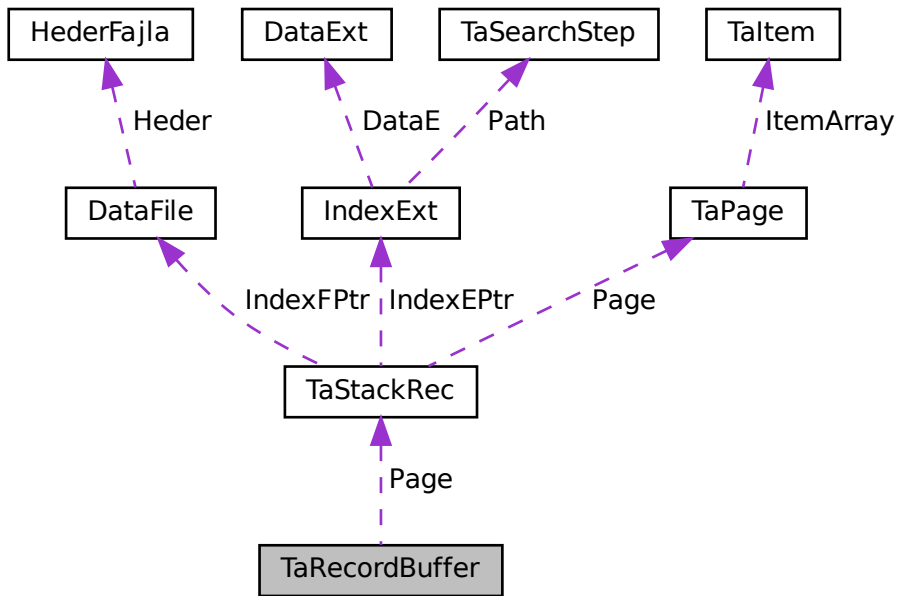 HederFajla
DataExt
TaSearchStep
TaItem
Heder
DataE
Path
ItemArray
DataFile
IndexExt
TaPage
IndexFPtr
IndexEPtr
Page
TaStackRec
Page
TaRecordBuffer